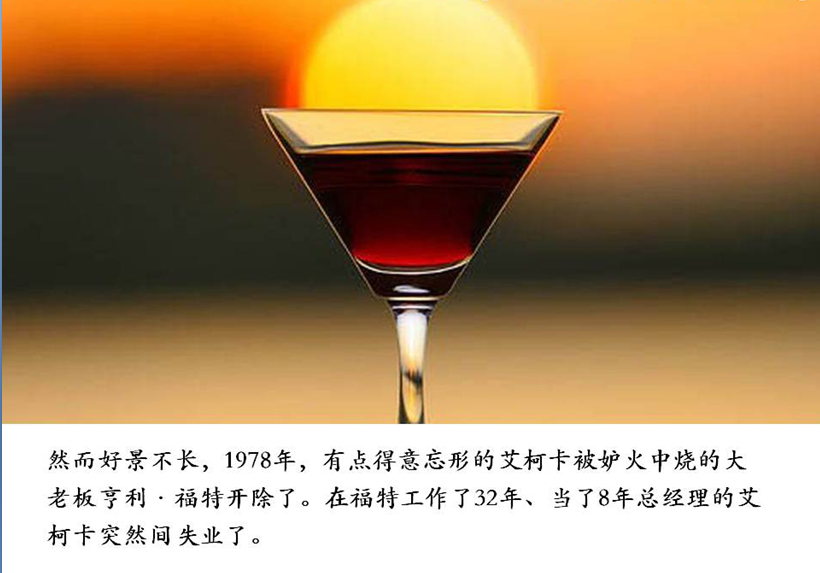 然而好景不长，1978年，有点得意忘形的艾柯卡被妒火中烧的大
老板亨利·福特开除了。在福特工作了32年、当了8年总经理的艾
柯卡突然间失业了。